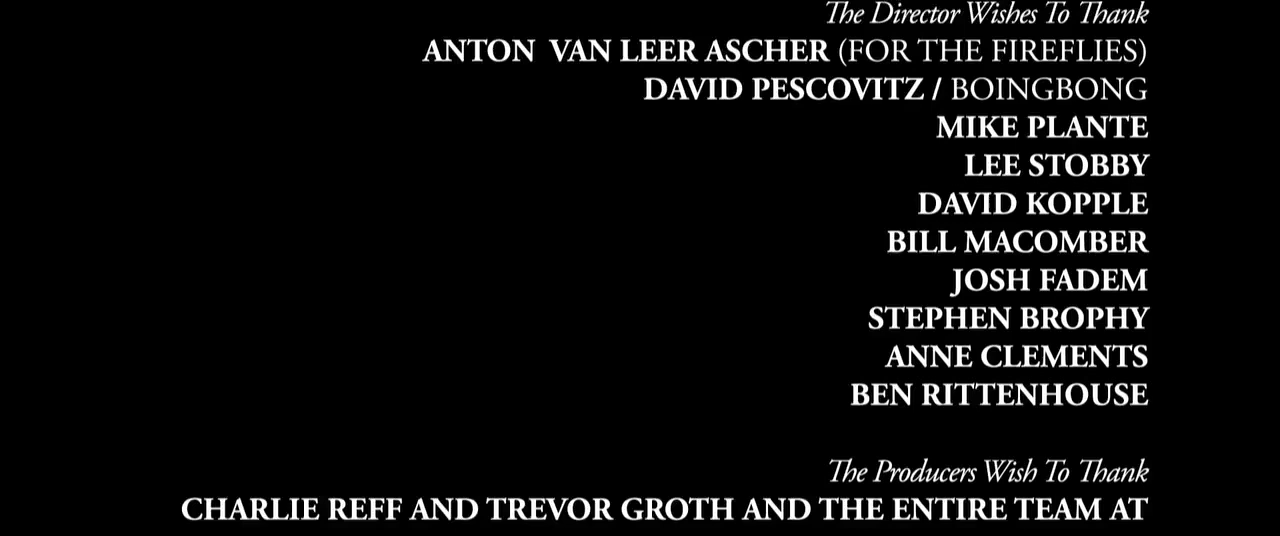 The Director Wishes To Thank
ANTON VAN LEER ASCHER (FOR THE FIREFLIES)
DAVID PESCOVITZ / BOINGBONG
MIKE PLANTE
LEE STOBBY
DAVID KOPPLE
BILL MACOMBER
JOSH FADEM
STEPHEN BROPHY
ANNE CLEMENTS
BEN RITTENHOUSE
The Producers Wish To Thank
CHARLIE REFF AND TREVOR GROTH AND THE ENTIRE TEAM AT